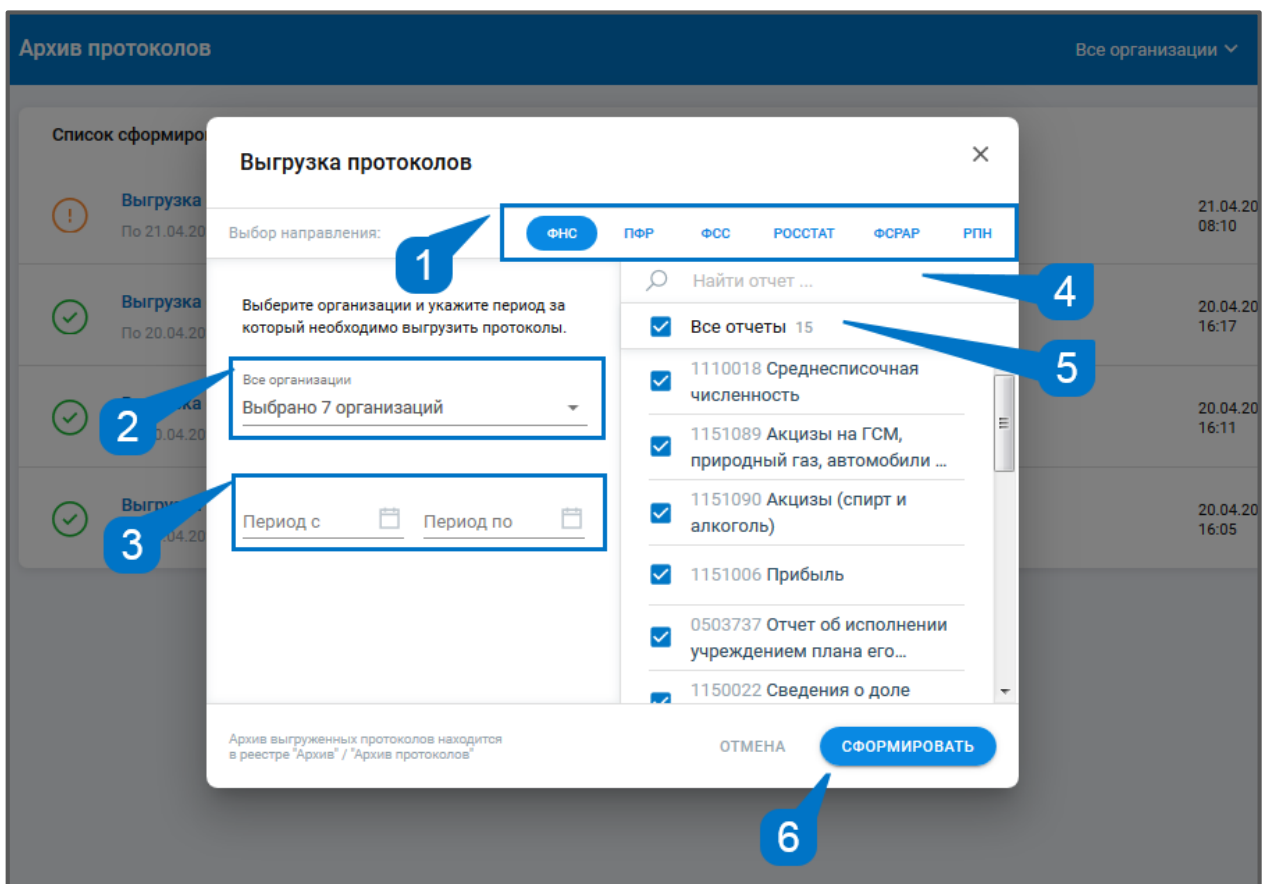 Архив протоколов
Все организации
Список сформиро
Выгрузка
По 21.04.20
21.04.20
08:10
Выгрузка
По 20.04.20
20.04.20
16:17
20.04.20
16:11
20.04.20
16:05
Выгрузка протоколов
Выбор направления:
1
ФНС ПФР ФСС РОССТАТ ФСРАР РПН
Выберите организации и укажите период за
который необходимо выгрузить протоколы.
2
Все организации
Выбрано 7 организаций
3
Период с Период по
Найти отчет ...
4
Все отчеты 15
5
1110018 Среднесписочная
численность
1151089 Акцизы на ГСМ,
природный газ, автомобили ...
1151090 Акцизы (спирт и
алкоголь)
1151006 Прибыль
0503737 Отчет об исполнении
учреждением плана его...
1150022 Сведения о доле
Архив выгруженных протоколов находится
в реестре "Архив" / "Архив протоколов"
ОТМЕНА СФОРМИРОВАТЬ
6